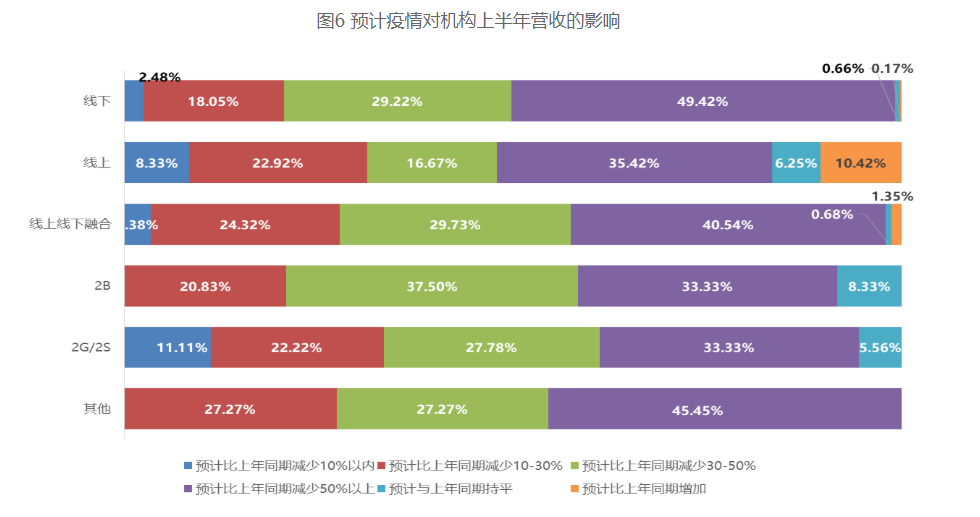 图6 预计疫情对机构上半年营收的影响
2.48%
0.66% 0.17%
线下 18.05% 29.22% 49.42%
线上 8.33% 22.92% 16.67% 35.42% 6.25% 10.42%
1.35%
0.68%
线上线下融合 .38% 24.32% 29.73% 40.54%
2B 20.83% 37.50% 33.33% 8.33%
2G/2S 11.11% 22.22% 27.78% 33.33% 5.56%
其他 27.27% 27.27% 45.45%
预计比上年同期减少10%以内 预计比上年同期减少10-30% 预计比上年同期减少30-50%
预计比上年同期减少50%以上 预计与上年同期持平 预计比上年同期增加